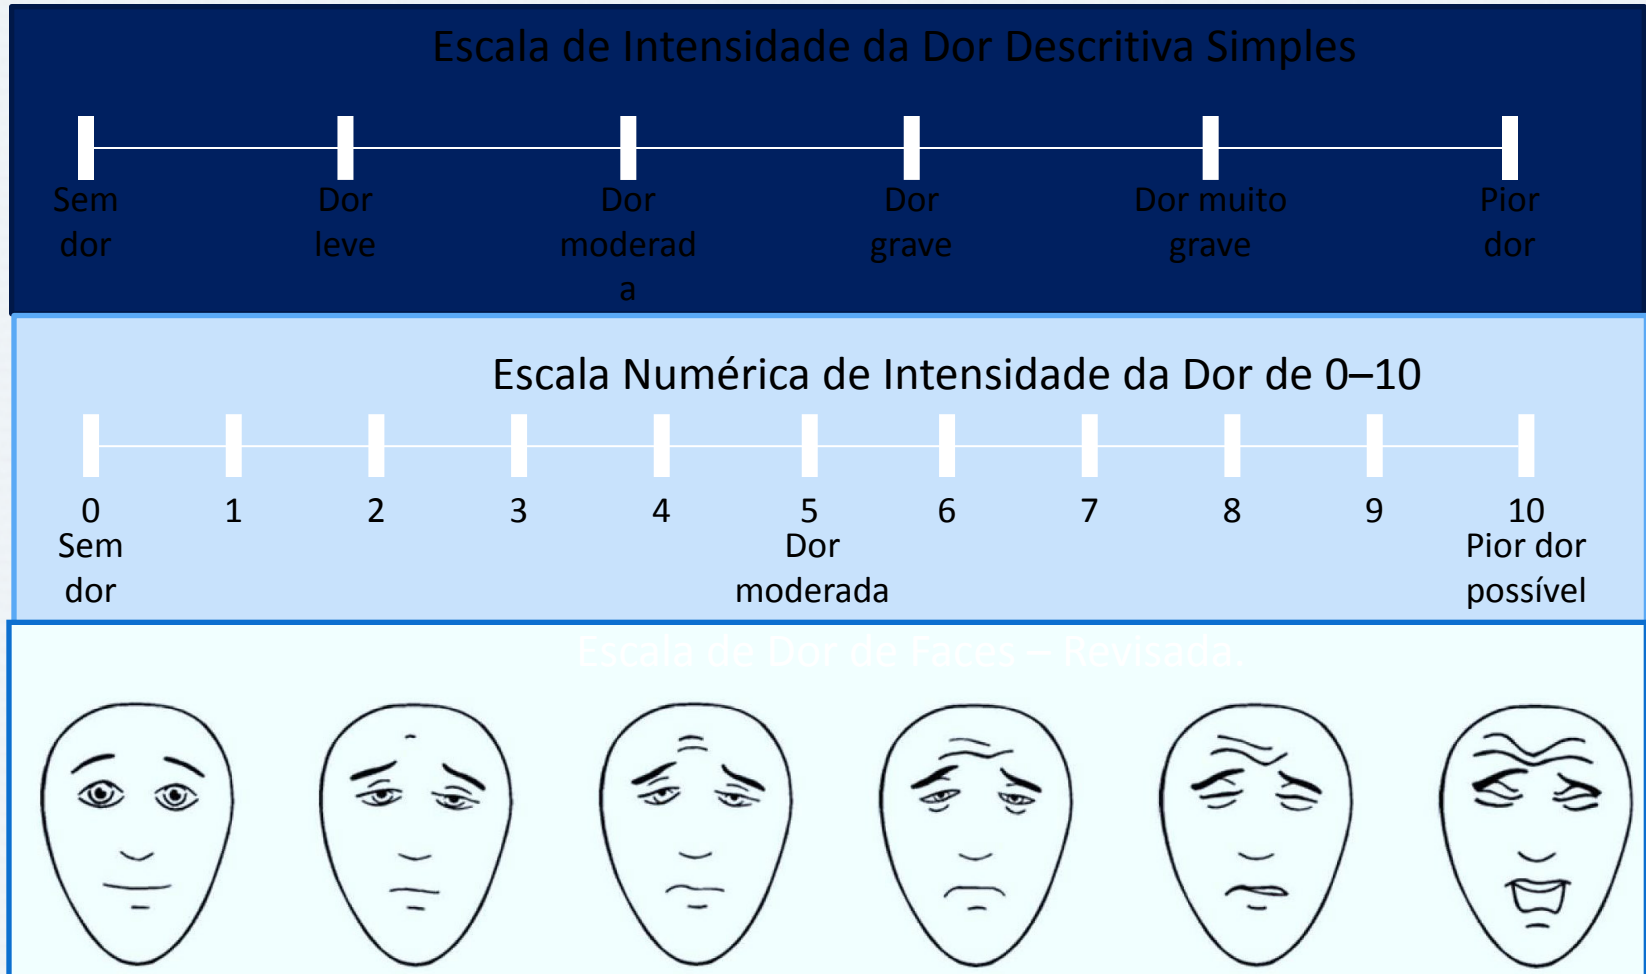 Escala de Intensidade da Dor Descritiva Simples
Sem Dor Dor Dor Dor muito Pior
dor leve moderad grave grave dor
a
Escala Numérica de Intensidade da Dor de 0–10
0 1 2 3 4 5 6 7 8 9 10
Sem Dor Pior dor
dor moderada possível
Escala de Dor de Faces – Revisada